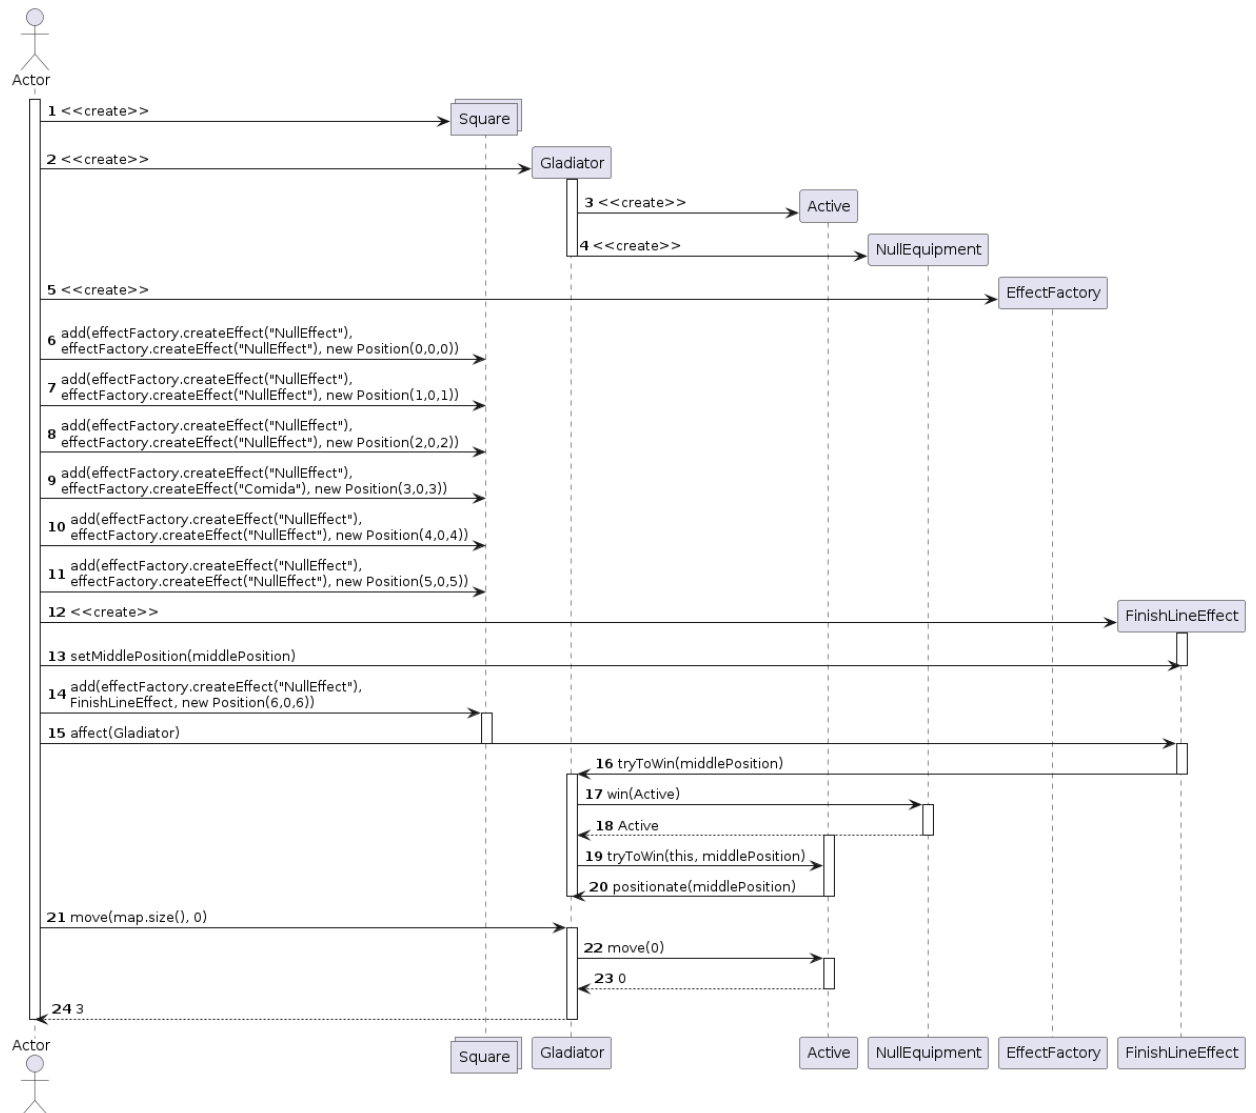 Actor
1 <<create>>
Square
2 <<create>>
Gladiator
3 <<create>>
Active
4 <<create>>
NullEquipment
5 <<create>>
EffectFactory
6 add(effectFactory.createEffect("NullEffect"),
effectFactory.createEffect("NullEffect"), new Position(0,0,0))
7 add(effectFactory.createEffect("NullEffect"),
effectFactory.createEffect("NullEffect"), new Position(1,0,1))
8 add(effectFactory.createEffect("NullEffect"),
effectFactory.createEffect("NullEffect"), new Position(2,0,2))
9 add(effectFactory.createEffect("NullEffect"),
effectFactory.createEffect("Comida"), new Position(3,0,3))
10 add(effectFactory.createEffect("NullEffect"),
effectFactory.createEffect("NullEffect"), new Position(4,0,4))
11 add(effectFactory.createEffect("NullEffect"),
effectFactory.createEffect("NullEffect"), new Position(5,0,5))
12 <<create>>
FinishLineEffect
13 setMiddlePosition(middlePosition)
14 add(effectFactory.createEffect("NullEffect"),
FinishLineEffect, new Position(6,0,6))
15 affect(Gladiator)
16 tryToWin(middlePosition)
17 win(Active)
18 Active
19 tryToWin(this, middlePosition)
20 positionate(middlePosition)
21 move(map.size(), 0)
22 move(0)
23 0
24 3
Actor
Square
Gladiator
Active
NullEquipment
EffectFactory
FinishLineEffect